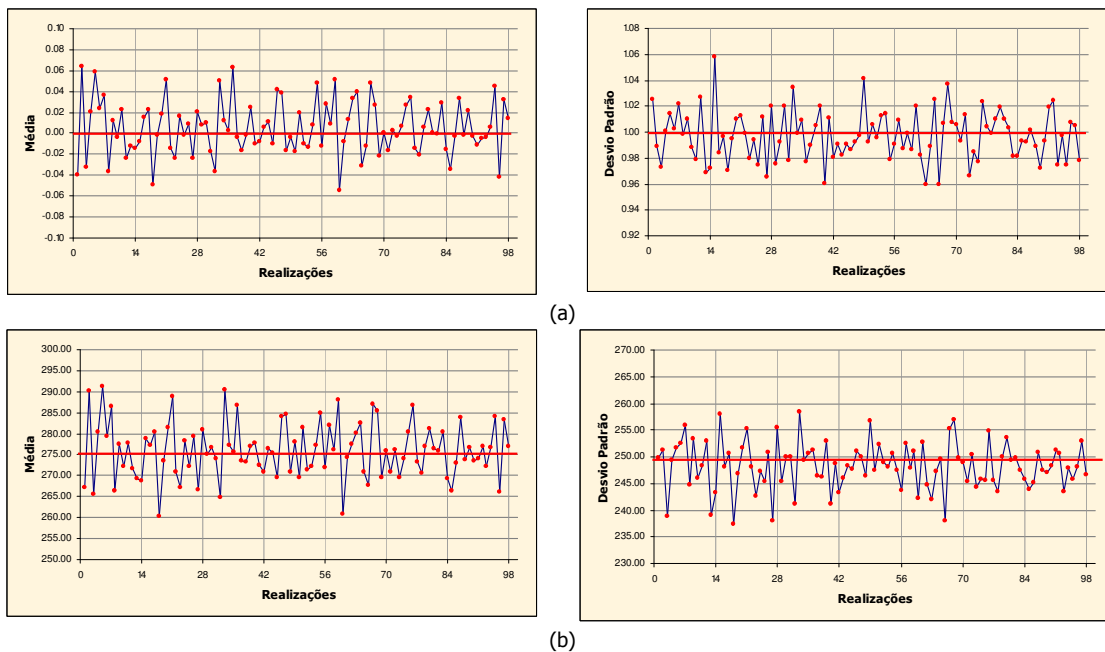 0.10 0.08 0.06 0.04 0.02 0.00 -0.02 -0.04 -0.06 -0.08 -0.10
Média
0 14 28 42 56 70 84 98
Realizações
1.08 1.06 1.04 1.02 1.00 0.98 0.96 0.94 0.92
Desvio Padrão
0 14 28 42 56 70 84 98
Realizações
(a)
300.00 295.00 290.00 285.00 280.00 275.00 270.00 265.00 260.00 255.00 250.00
Média
0 14 28 42 56 70 84 98
Realizações
270.00 265.00 260.00 255.00 250.00 245.00 240.00 235.00 230.00
Desvio Padrão
0 14 28 42 56 70 84 98
Realizações
(b)